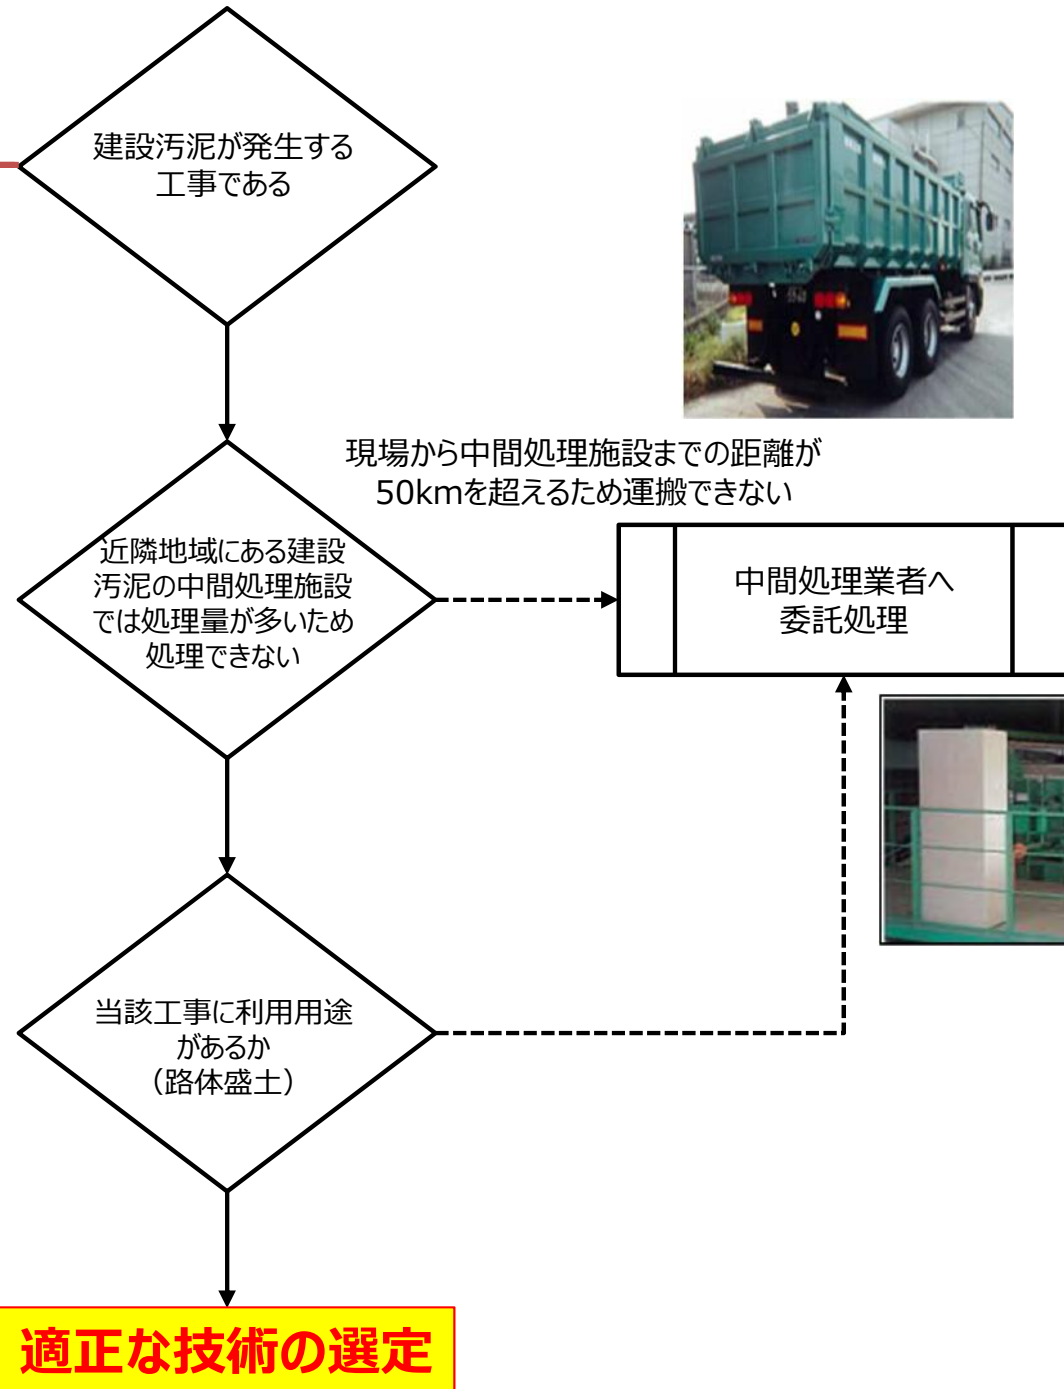 建設汚泥が発生する
工事である
現場から中間処理施設までの距離が
50kmを超えるため運搬できない
近隣地域にある建設
汚泥の中間処理施設
では処理量が多いため
処理できない
中間処理業者へ
委託処理
当該工事に利用用途
があるか
（路体盛土）
適正な技術の選定